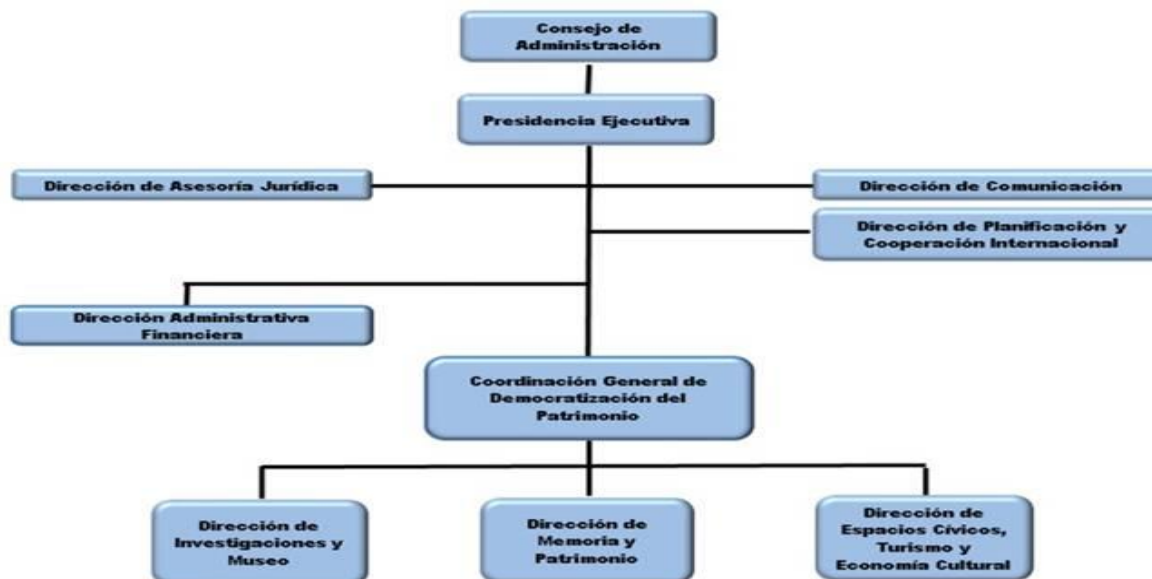 Consejo de
Administración
Presidencia Ejecutiva
Dirección de Asesoría Jurídica
Dirección de Comunicación
Dirección de Planificación y
Cooperación Internacional
Dirección Administrativa
Financiera
Coordinación General de
Democratización del
Patrimonio
Dirección de
Investigaciones y
Museo
Dirección de
Memoria y
Patrimonio
Dirección de
Espacios Cívicos,
Turismo y
Economía Cultural